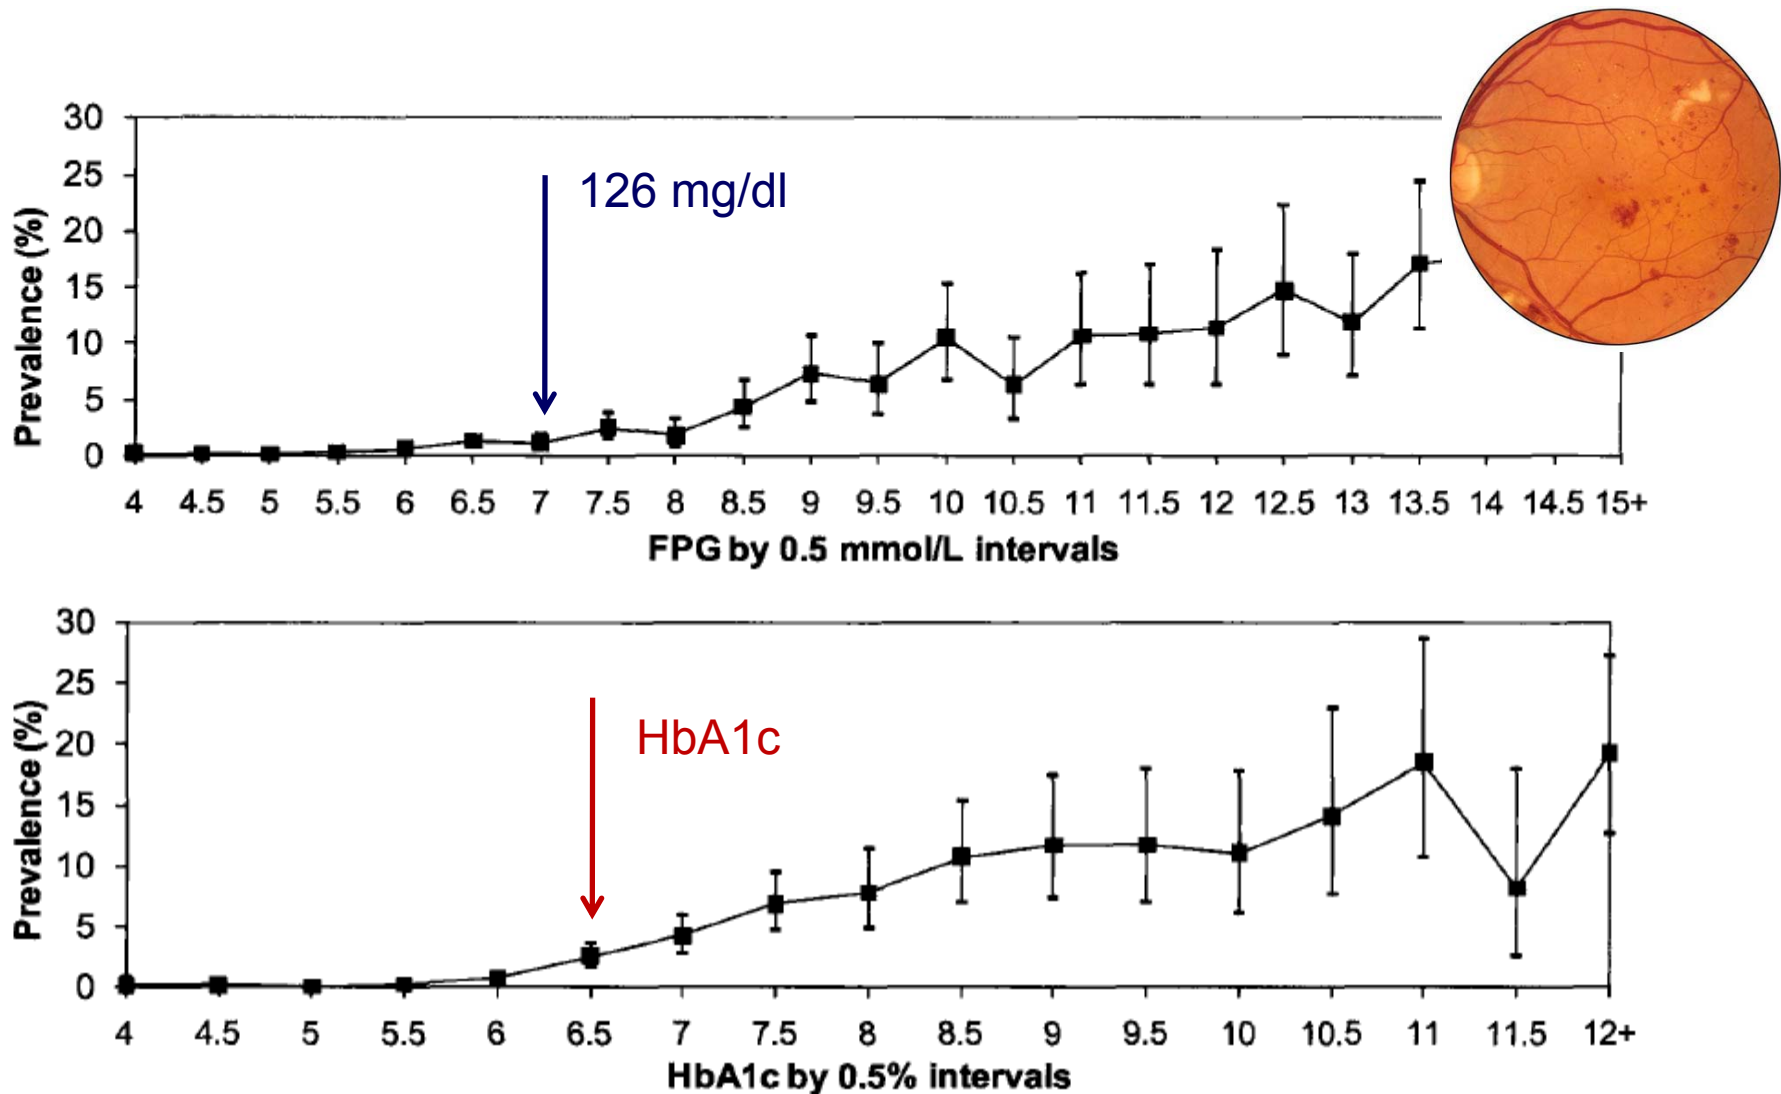 30
25
20
15
10
5
0
Prevalence (%)
126 mg/dl
4 4.5 5 5.5 6 6.5 7 7.5 8 8.5 9 9.5 10 10.5 11 11.5 12 12.5 13 13.5 14 14.5 15+
FPG by 0.5 mmol/L intervals
30
25
20
15
10
5
0
Prevalence (%)
HbA1c
4 4.5 5 5.5 6 6.5 7 7.5 8 8.5 9 9.5 10 10.5 11 11.5 12+
HbA1c by 0.5% intervals